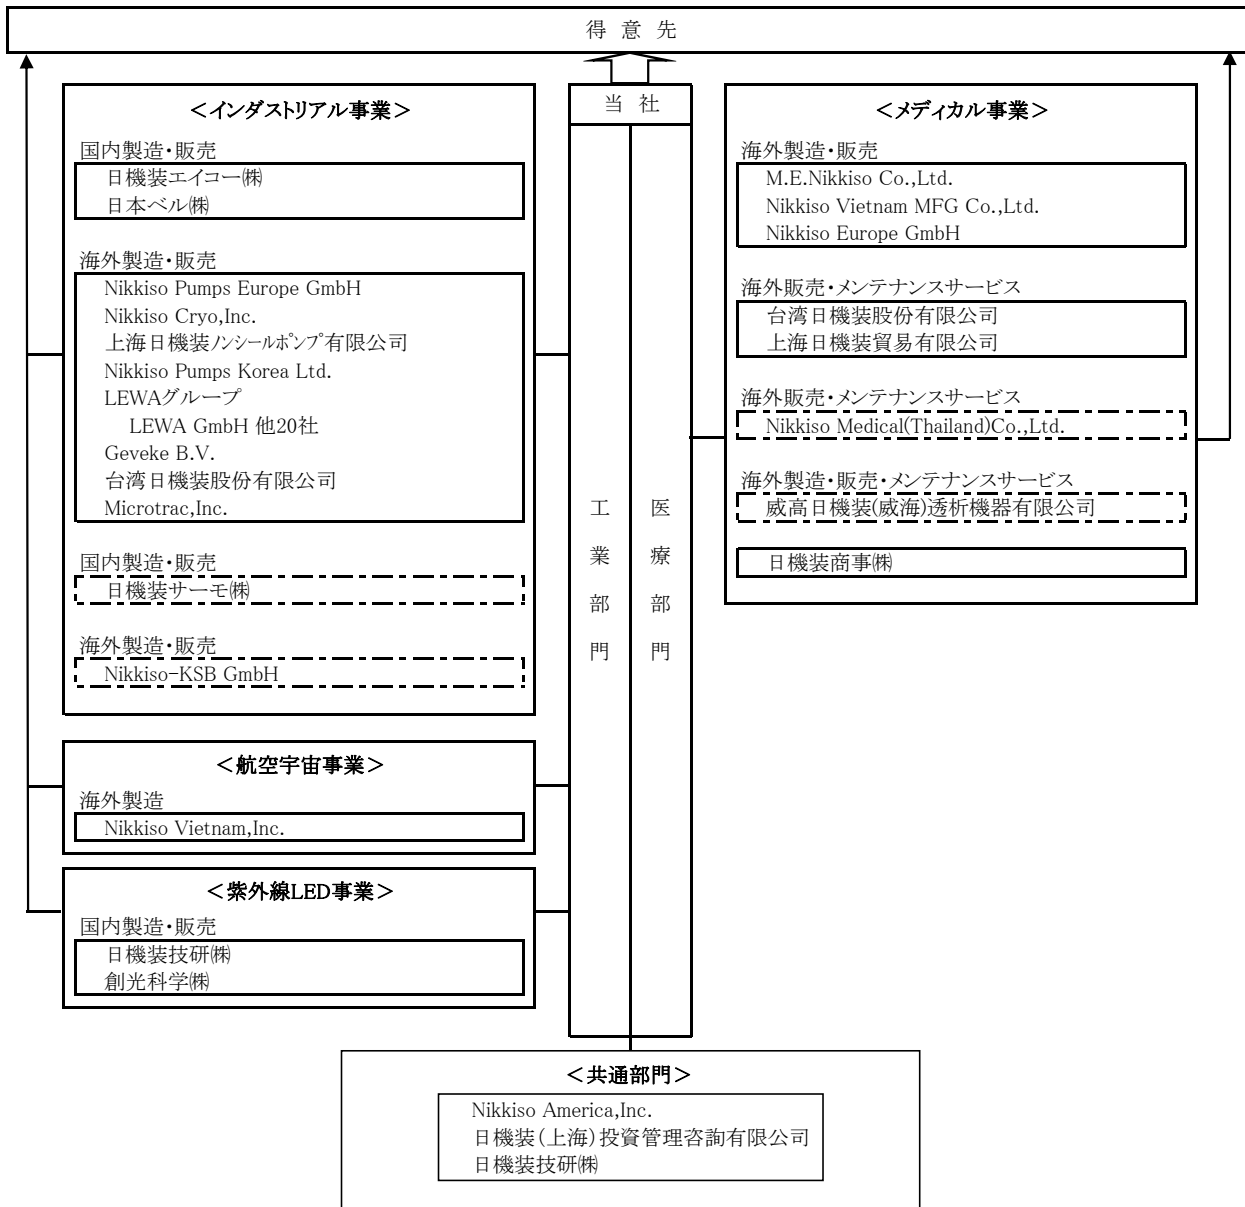 得 意 先
当 社
工業部門
医療部門
＜インダストリアル事業＞
国内製造・販売
日機装エイコー㈱
日本ベル㈱
海外製造・販売
Nikkiso Pumps Europe GmbH
Nikkiso Cryo,Inc.
上海日機装ﾉﾝｼｰﾙﾎﾟﾝﾌﾟ有限公司
Nikkiso Pumps Korea Ltd.
LEWAグループ
LEWA GmbH 他20社
Geveke B.V.
台湾日機装股份有限公司
Microtrac,Inc.
国内製造・販売
日機装サーモ㈱
海外製造・販売
Nikkiso-KSB GmbH
＜航空宇宙事業＞
海外製造
Nikkiso Vietnam,Inc.
＜紫外線LED事業＞
国内製造・販売
日機装技研㈱
創光科学㈱
＜メディカル事業＞
海外製造・販売
M.E.Nikkiso Co.,Ltd.
Nikkiso Vietnam MFG Co.,Ltd.
Nikkiso Europe GmbH
海外販売・メンテナンスサービス
台湾日機装股份有限公司
上海日機装貿易有限公司
海外販売・メンテナンスサービス
Nikkiso Medical(Thailand)Co.,Ltd.
海外製造・販売・メンテナンスサービス
威高日機装(威海)透析機器有限公司
日機装商事㈱
＜共通部門＞
Nikkiso America,Inc.
日機装（上海）投資管理咨詢有限公司
日機装技研㈱